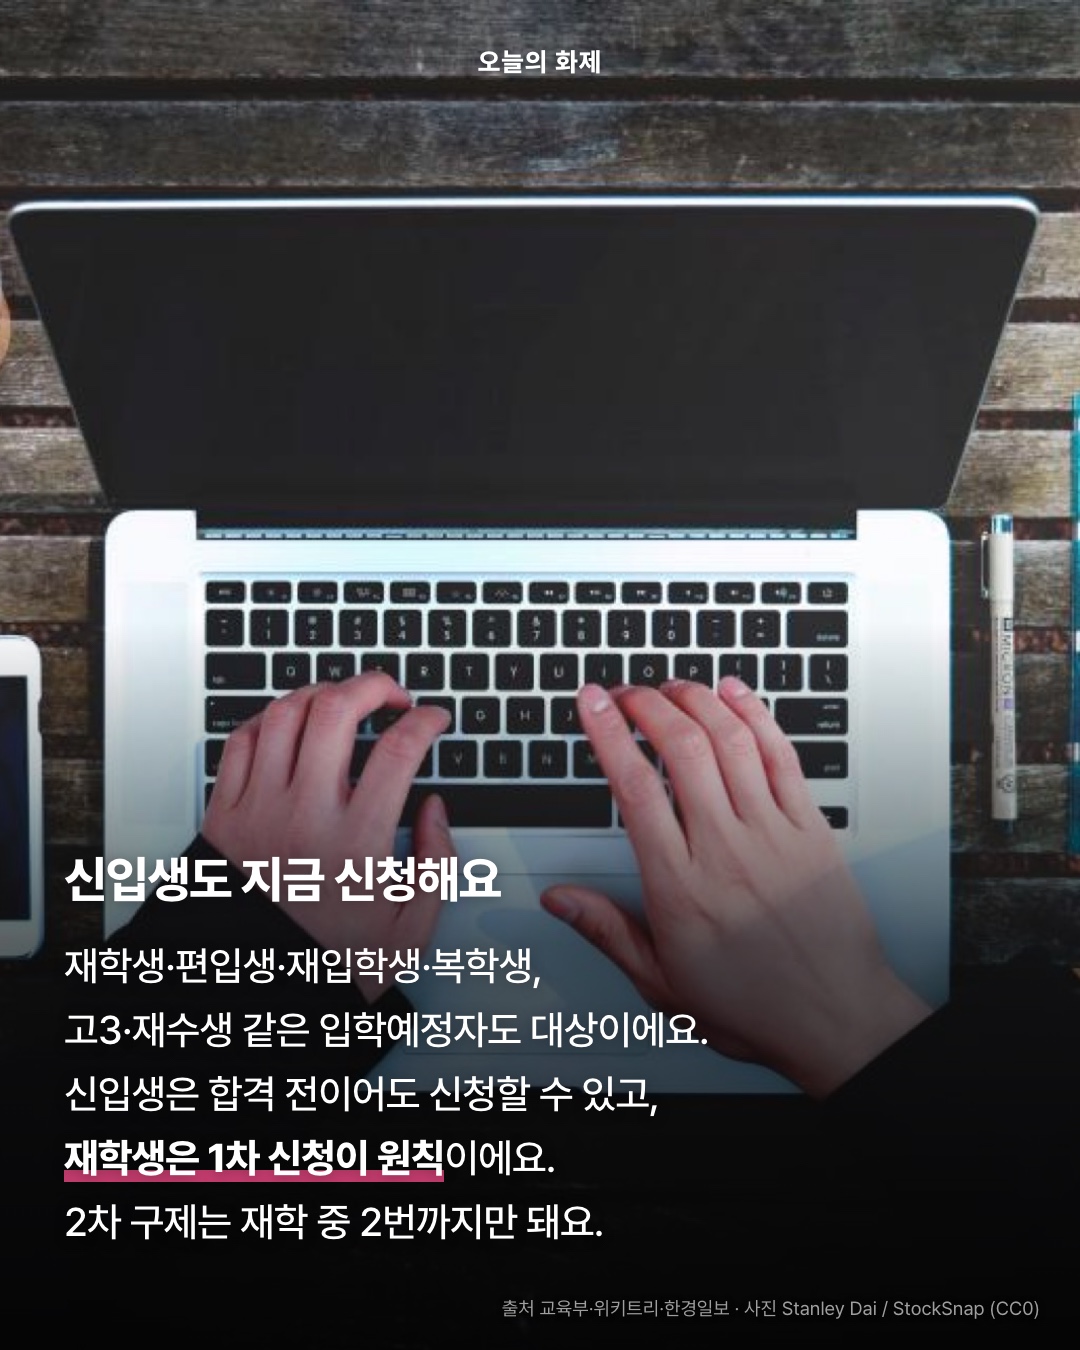 오늘의 화제
신입생도 지금 신청해요
재학생·편입생·재입학생·복학생,
고3·재수생 같은 입학예정자도 대상이에요.
신입생은 합격 전이어도 신청할 수 있고,
재학생은 1차 신청이 원칙이에요.
2차 구제는 재학 중 2번까지만 돼요.
출처 교육부·위키트리·한경일보 · 사진 Stanley Dai / StockSnap (CC0)